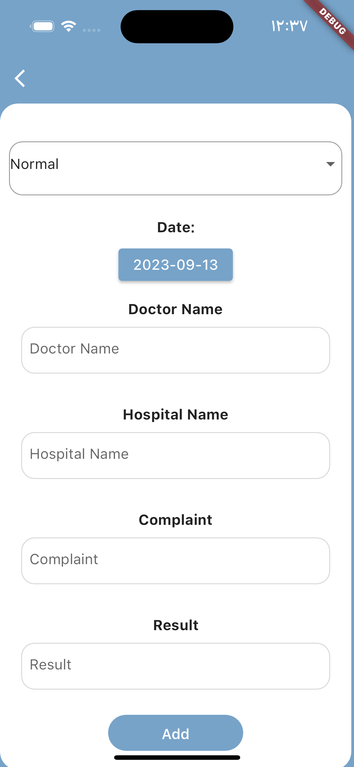 ١٢:٣٧
DEBUG
Normal
Date:
2023-09-13
Doctor Name
Doctor Name
Hospital Name
Hospital Name
Complaint
Complaint
Result
Result
Add